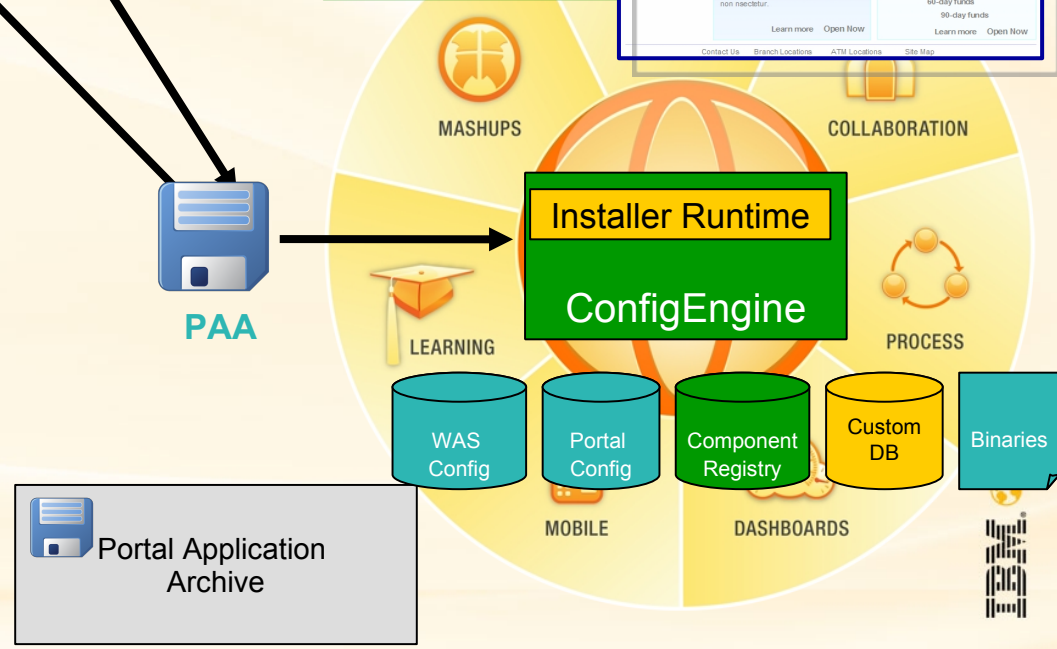 non nsectetur.
60-day funds
90-day funds
Learn more Open Now
Learn more Open Now
Contact Us Branch Locations ATM Locations Site Map
MASHUPS
COLLABORATION
Installer Runtime
ConfigEngine
PAA
LEARNING
PROCESS
WAS
Config
Portal
Config
Component
Registry
Custom
DB
Binaries
MOBILE
DASHBOARDS
Portal Application
Archive
IBM®